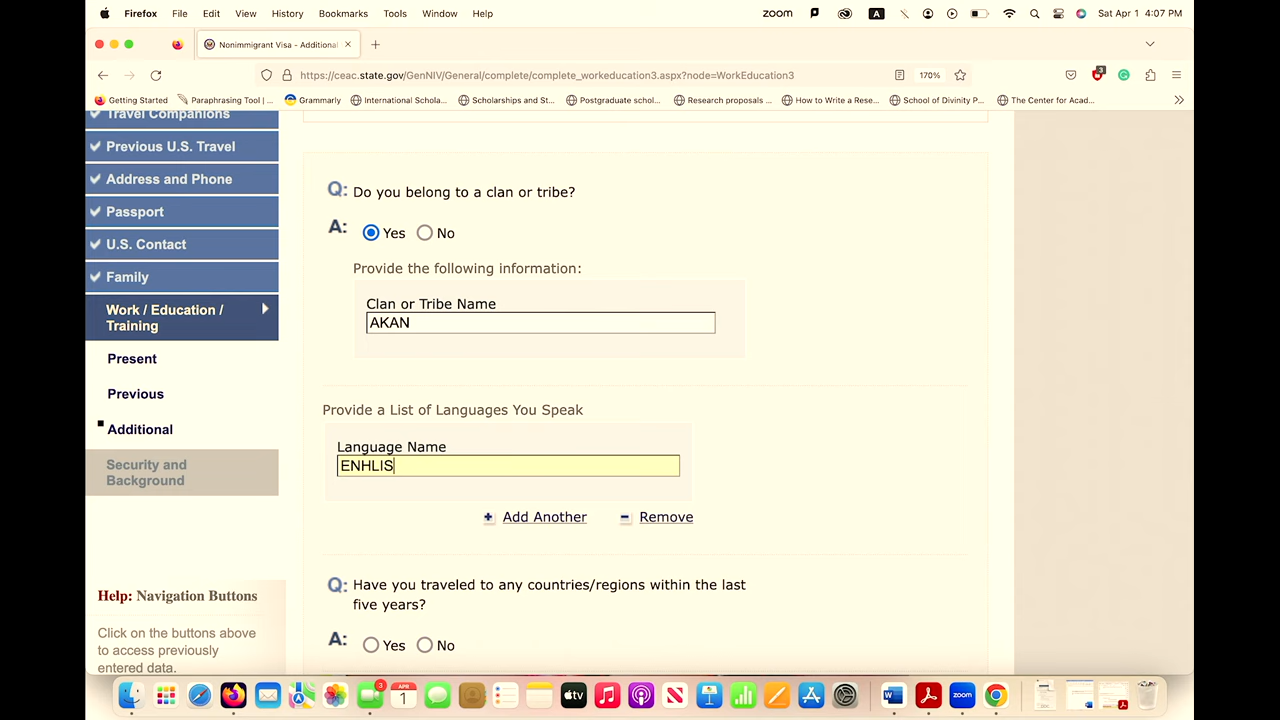 Firefox File Edit View History Bookmarks Tools Window Help zoom A Sat Apr 1 4:07 PM
Nonimmigrant Visa - Additional
https://ceac.state.gov/GenNIV/General/complete/complete_workeducation3.aspx?node=WorkEducation3 170% 3
Getting Started Paraphrasing Tool | ... Grammarly International Schola... Scholarships and St... Postgraduate schol... Research proposals ... How to Write a Rese... School of Divinity P... The Center for Acad...
Travel Companions
Previous U.S. Travel
Address and Phone
Passport
U.S. Contact
Family
Work / Education /
Training
Present
Previous
Additional
Security and
Background
Help: Navigation Buttons
Click on the buttons above
to access previously
entered data.
Q: Do you belong to a clan or tribe?
A: Yes No
Provide the following information:
Clan or Tribe Name
AKAN
Provide a List of Languages You Speak
Language Name
ENHLIS
Add Another Remove
Q: Have you traveled to any countries/regions within the last
five years?
A: Yes No
3 APR 1 tv W zoom